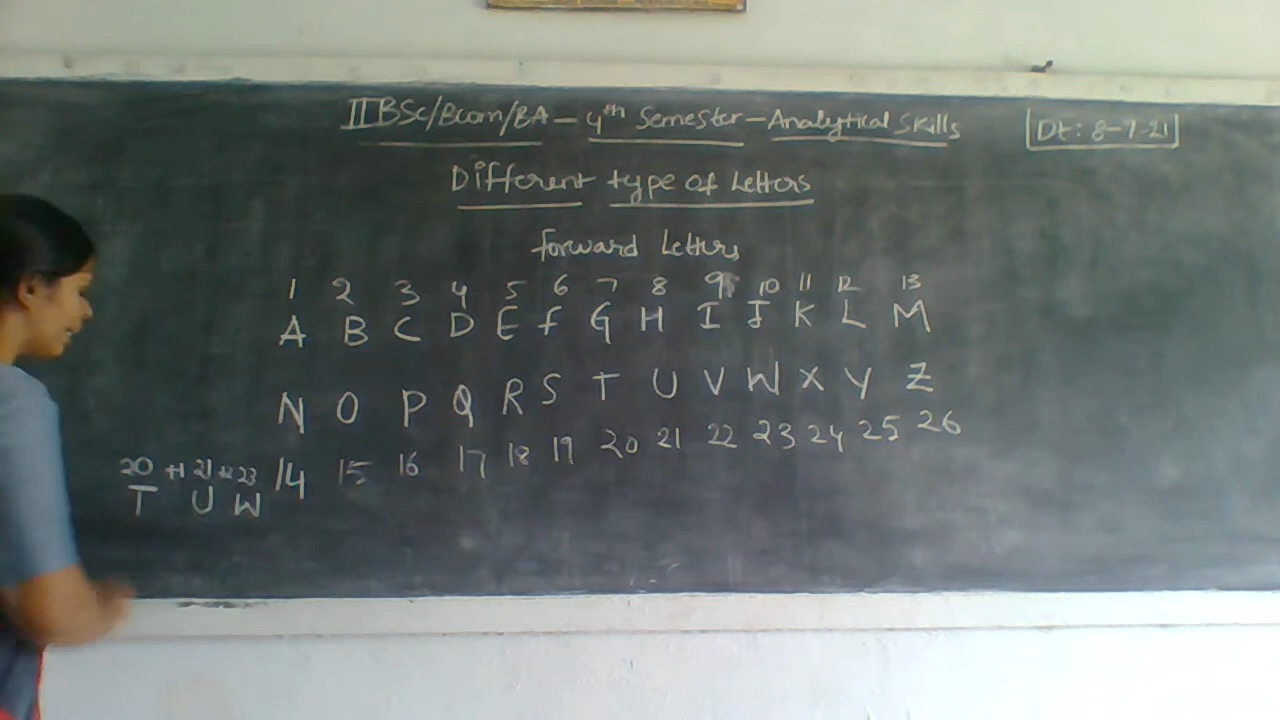 II BSc/Bcom/BA - 4th Semester - Analytical Skills
Dt: 8-7-21
Different type of Letters
Forward Letters
1 2 3 4 5 6 7 8 9 10 11 12 13
A B C D E F G H I J K L M
N O P Q R S T U V W X Y Z
14 15 16 17 18 19 20 21 22 23 24 25 26
20 +1 21 +2 23
T U W